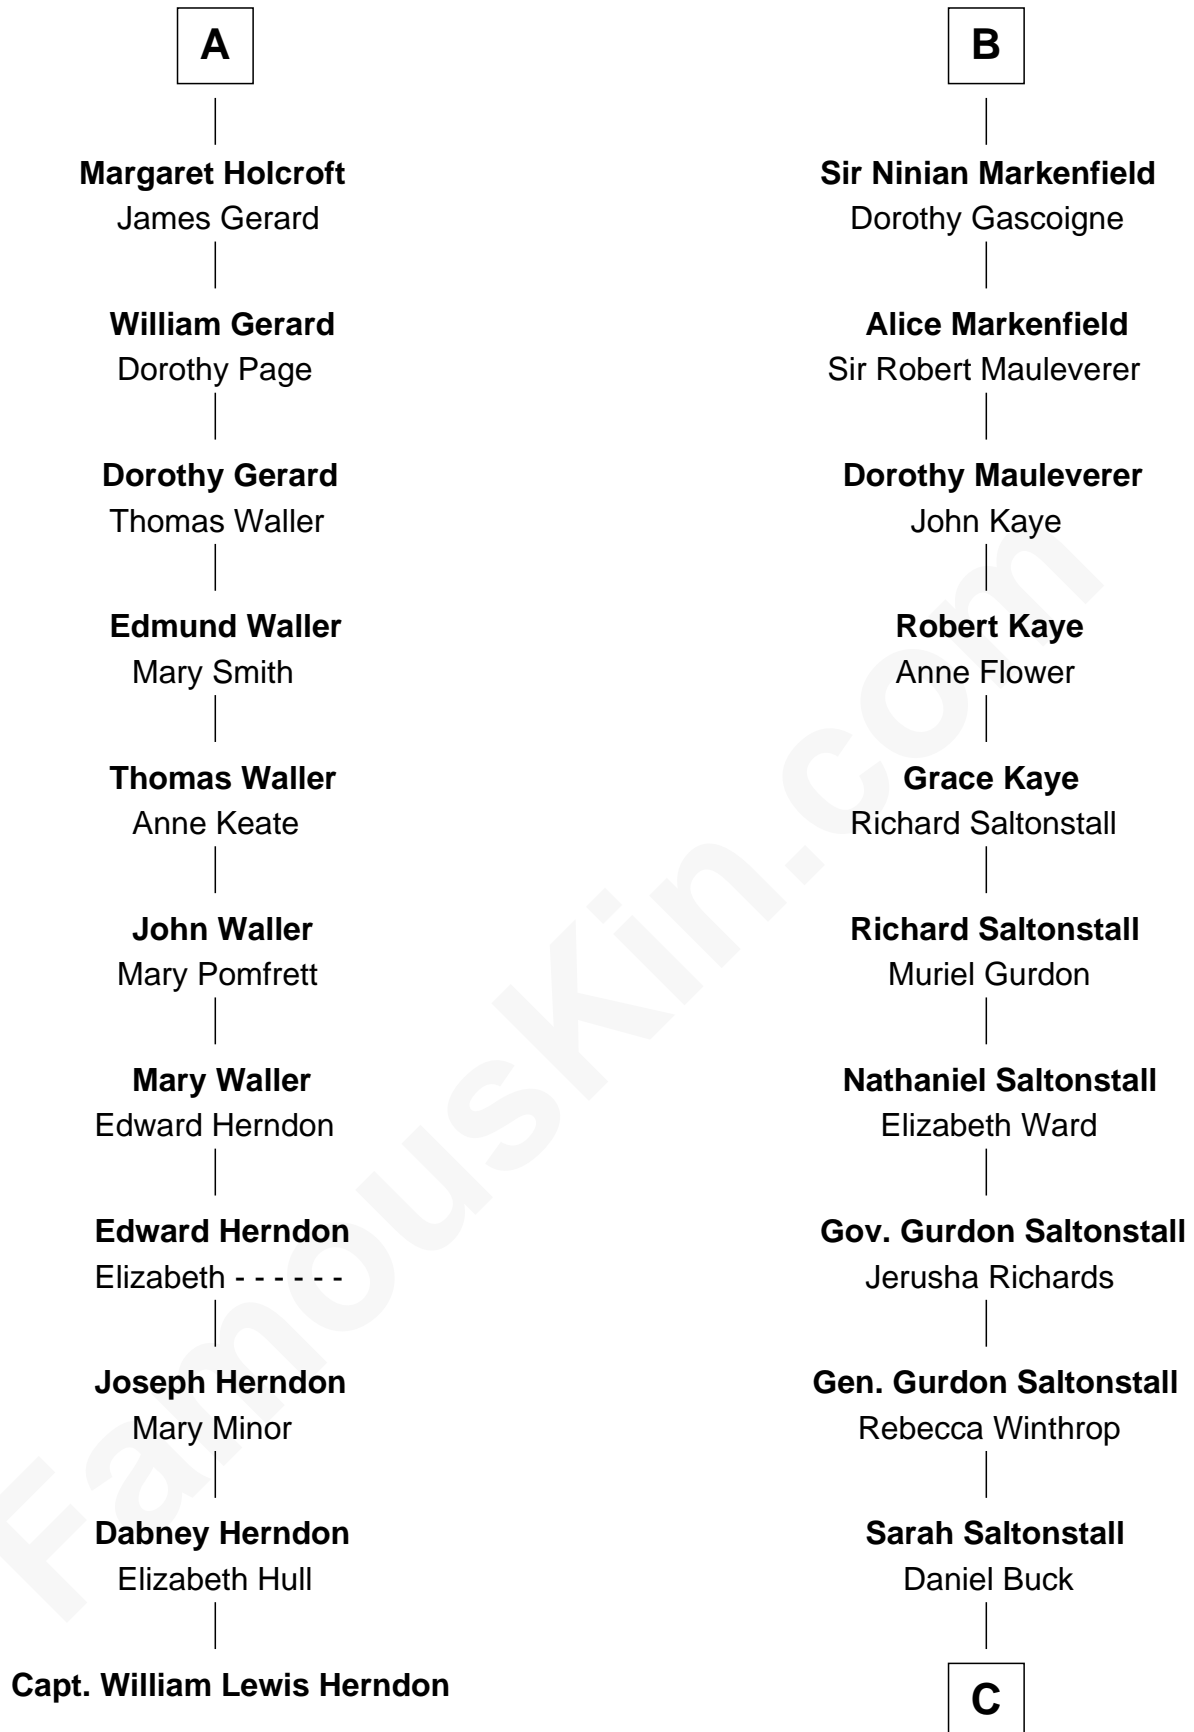 A
Margaret Holcroft
James Gerard
William Gerard
Dorothy Page
Dorothy Gerard
Thomas Waller
Edmund Waller
Mary Smith
Thomas Waller
Anne Keate
John Waller
Mary Pomfrett
Mary Waller
Edward Herndon
Edward Herndon
Elizabeth - - - - - -
Joseph Herndon
Mary Minor
Dabney Herndon
Elizabeth Hull
Capt. William Lewis Herndon
B
Sir Ninian Markenfield
Dorothy Gascoigne
Alice Markenfield
Sir Robert Mauleverer
Dorothy Mauleverer
John Kaye
Robert Kaye
Anne Flower
Grace Kaye
Richard Saltonstall
Richard Saltonstall
Muriel Gurdon
Nathaniel Saltonstall
Elizabeth Ward
Gov. Gurdon Saltonstall
Jerusha Richards
Gen. Gurdon Saltonstall
Rebecca Winthrop
Sarah Saltonstall
Daniel Buck
C
FamousKin.com